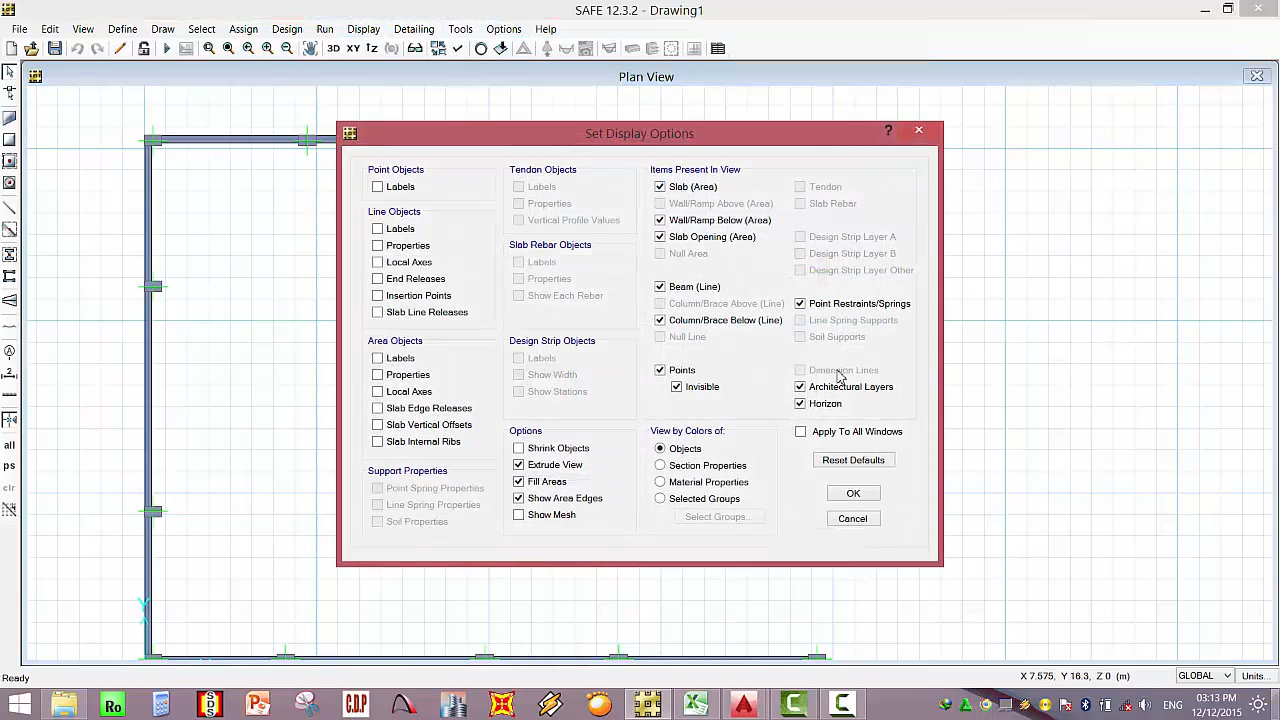 SAFE 12.3.2 - Drawing1
File Edit View Define Draw Select Assign Design Run Display Detailing Tools Options Help
3D XY
Plan View
Set Display Options
?
Point Objects
Labels
Line Objects
Labels
Properties
Local Axes
End Releases
Insertion Points
Slab Line Releases
Area Objects
Labels
Properties
Local Axes
Slab Edge Releases
Slab Vertical Offsets
Slab Internal Ribs
Support Properties
Point Spring Properties
Line Spring Properties
Soil Properties
Tendon Objects
Labels
Properties
Vertical Profile Values
Slab Rebar Objects
Labels
Properties
Show Each Rebar
Design Strip Objects
Labels
Show Width
Show Stations
Options
Shrink Objects
Extrude View
Fill Areas
Show Area Edges
Show Mesh
Items Present In View
Slab (Area)
Wall/Ramp Above (Area)
Wall/Ramp Below (Area)
Slab Opening (Area)
Null Area
Beam (Line)
Column/Brace Above (Line)
Column/Brace Below (Line)
Null Line
Points
Invisible
Tendon
Slab Rebar
Design Strip Layer A
Design Strip Layer B
Design Strip Layer Other
Point Restraints/Springs
Line Spring Supports
Soil Supports
Dimension Lines
Architectural Layers
Horizon
View by Colors of:
Objects
Section Properties
Material Properties
Selected Groups
Select Groups...
Apply To All Windows
Reset Defaults
OK
Cancel
all
ps
clr
Y
X
Ready
X 7.575, Y 16.3, Z 0 (m)
GLOBAL
Units...
Ro
SDS
C.D.P
ENG
03:13 PM
12/12/2015